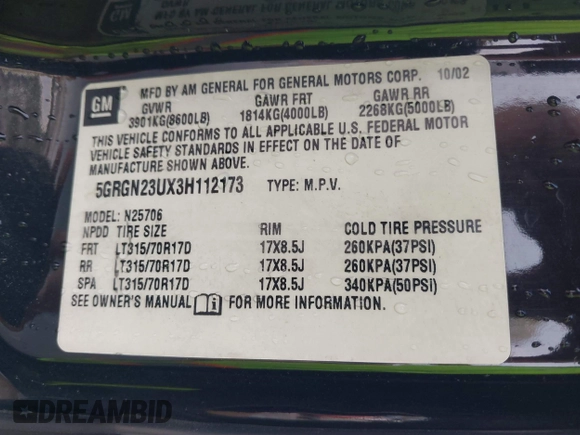 GM
MFD BY AM GENERAL FOR GENERAL MOTORS CORP. 10/02
GVWR GAWR FRT GAWR RR
3901KG(8600LB) 1814KG(4000LB) 2268KG(5000LB)
THIS VEHICLE CONFORMS TO ALL APPLICABLE U.S. FEDERAL MOTOR
VEHICLE SAFETY STANDARDS IN EFFECT ON THE DATE OF
MANUFACTURE SHOWN ABOVE.
5GRGN23UX3H112173 TYPE: M.P.V.
MODEL: N25706
NPDD TIRE SIZE RIM COLD TIRE PRESSURE
FRT LT315/70R17D 17X8.5J 260KPA(37PSI)
RR LT315/70R17D 17X8.5J 260KPA(37PSI)
SPA LT315/70R17D 17X8.5J 340KPA(50PSI)
SEE OWNER'S MANUAL FOR MORE INFORMATION.
DREAMBID